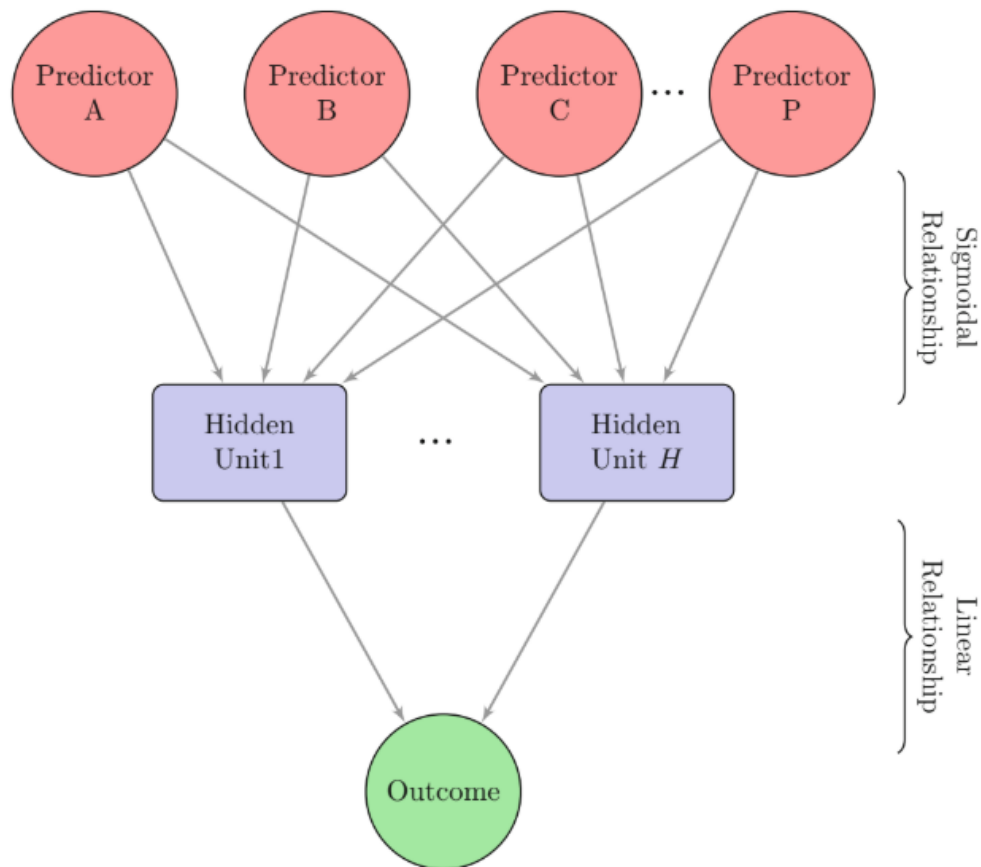 Predictor
A
Predictor
B
Predictor
C
...
Predictor
P
Sigmoidal
Relationship
Hidden
Unit1
...
Hidden
Unit H
Linear
Relationship
Outcome